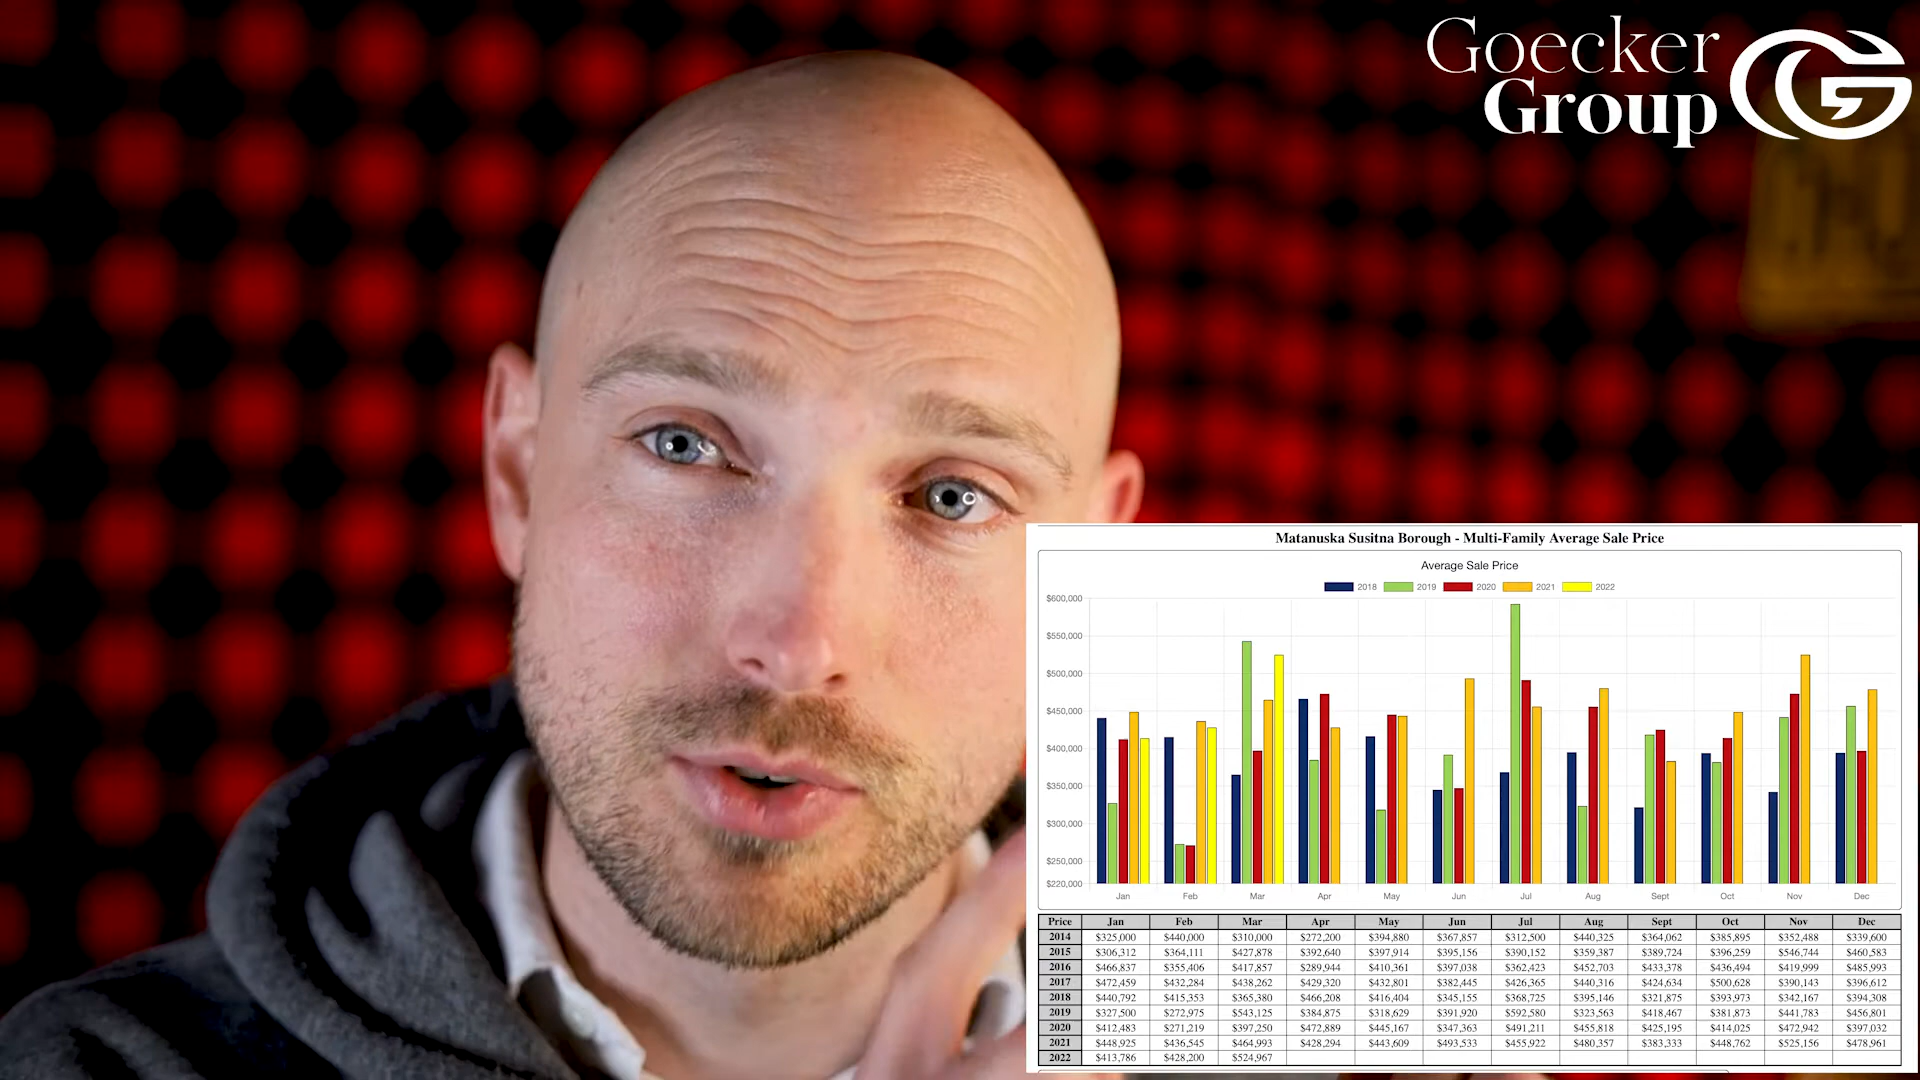 Goecker
Group
Matanuska Susitna Borough - Multi-Family Average Sale Price
Average Sale Price
2018 2019 2020 2021 2022
$600,000
$550,000
$500,000
$450,000
$400,000
$350,000
$300,000
$250,000
$220,000
Jan Feb Mar Apr May Jun Jul Aug Sept Oct Nov Dec
Price Jan Feb Mar Apr May Jun Jul Aug Sept Oct Nov Dec
2014 $325,000 $440,000 $310,000 $272,200 $394,880 $367,857 $312,500 $440,325 $364,062 $385,895 $352,488 $339,600
2015 $306,312 $364,111 $427,878 $392,640 $397,914 $395,156 $390,152 $359,387 $389,724 $396,259 $546,744 $460,583
2016 $466,837 $355,406 $417,857 $289,944 $410,361 $397,038 $362,423 $452,703 $433,378 $436,494 $419,999 $485,993
2017 $472,459 $432,284 $438,262 $429,320 $432,801 $382,445 $426,365 $440,316 $424,634 $500,628 $390,143 $396,612
2018 $440,792 $415,353 $365,380 $466,208 $416,404 $345,155 $368,725 $395,146 $321,875 $393,973 $342,167 $394,308
2019 $327,500 $272,975 $543,125 $384,875 $318,629 $391,920 $592,580 $323,563 $418,467 $381,873 $441,783 $456,801
2020 $412,483 $271,219 $397,250 $472,889 $445,167 $347,363 $491,211 $455,818 $425,195 $414,025 $472,942 $397,032
2021 $448,925 $436,545 $464,993 $428,294 $443,609 $493,533 $455,922 $480,357 $383,333 $448,762 $525,156 $478,961
2022 $413,786 $428,200 $524,967